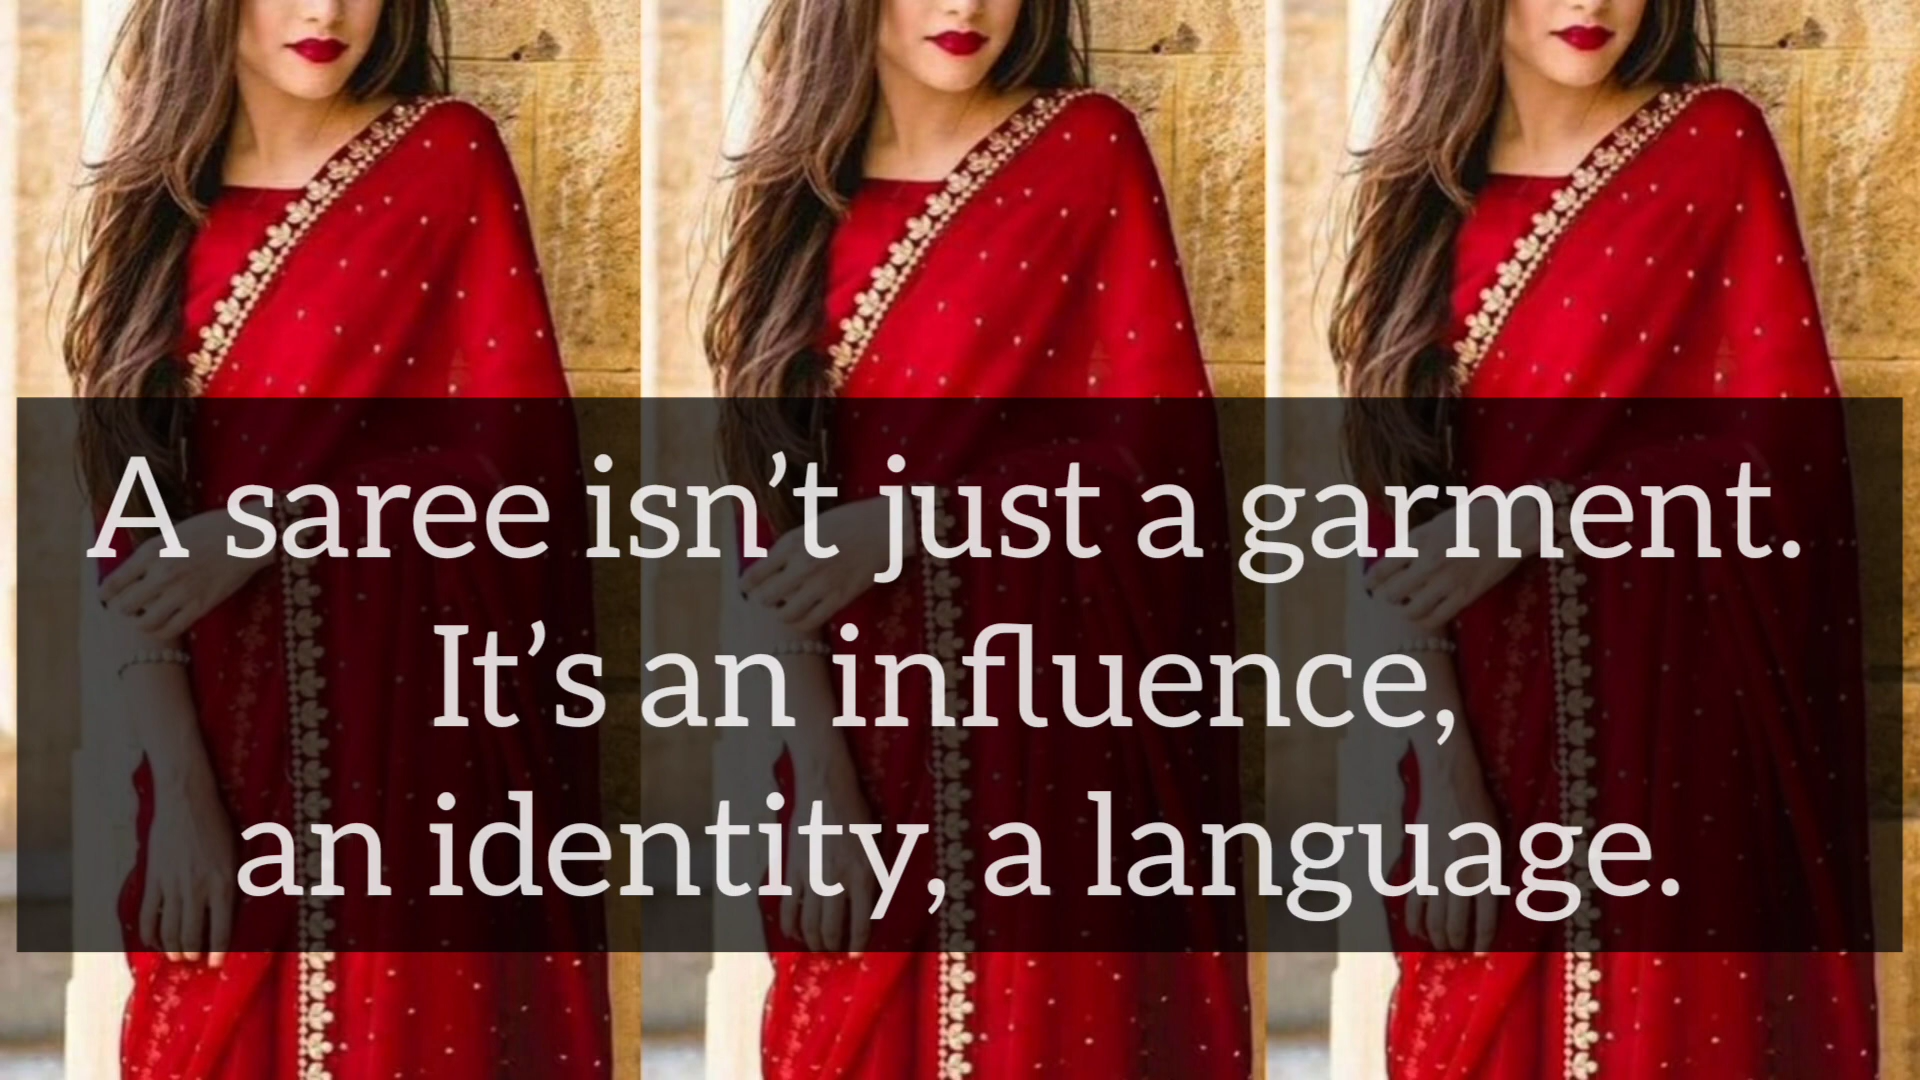 A saree isn’t just a garment.
It’s an influence,
an identity, a language.